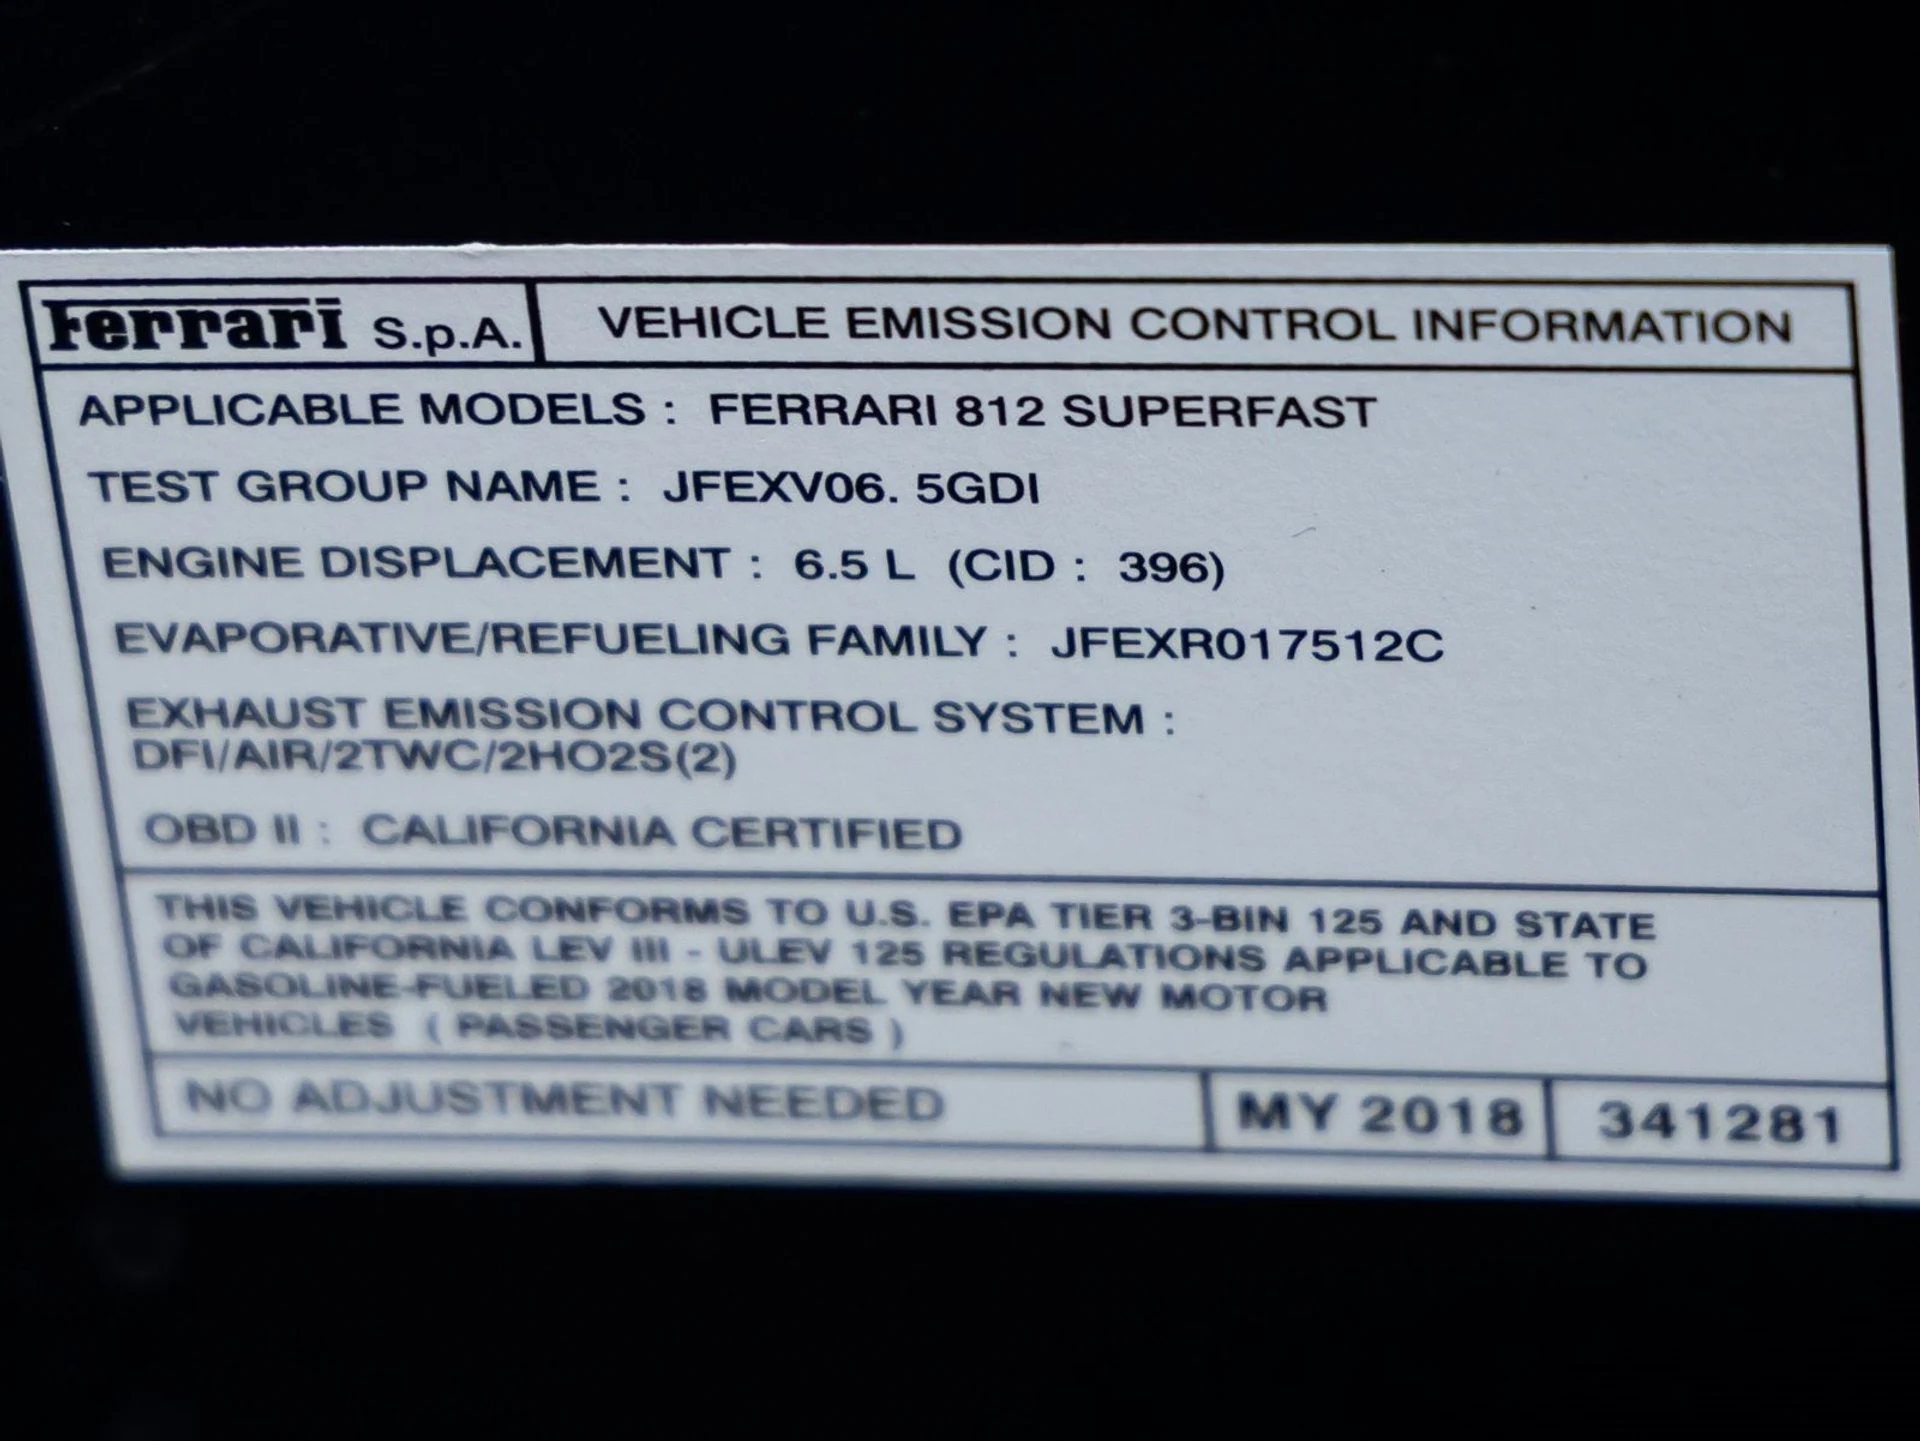 Ferrari S.p.A. VEHICLE EMISSION CONTROL INFORMATION
APPLICABLE MODELS : FERRARI 812 SUPERFAST
TEST GROUP NAME : JFEXV06. 5GDI
ENGINE DISPLACEMENT : 6.5 L (CID : 396)
EVAPORATIVE/REFUELING FAMILY : JFEXR017512C
EXHAUST EMISSION CONTROL SYSTEM :
DFI/AIR/2TWC/2HO2S(2)
OBD II : CALIFORNIA CERTIFIED
THIS VEHICLE CONFORMS TO U.S. EPA TIER 3-BIN 125 AND STATE
OF CALIFORNIA LEV III - ULEV 125 REGULATIONS APPLICABLE TO
GASOLINE-FUELED 2018 MODEL YEAR NEW MOTOR
VEHICLES ( PASSENGER CARS )
NO ADJUSTMENT NEEDED MY 2018 341281